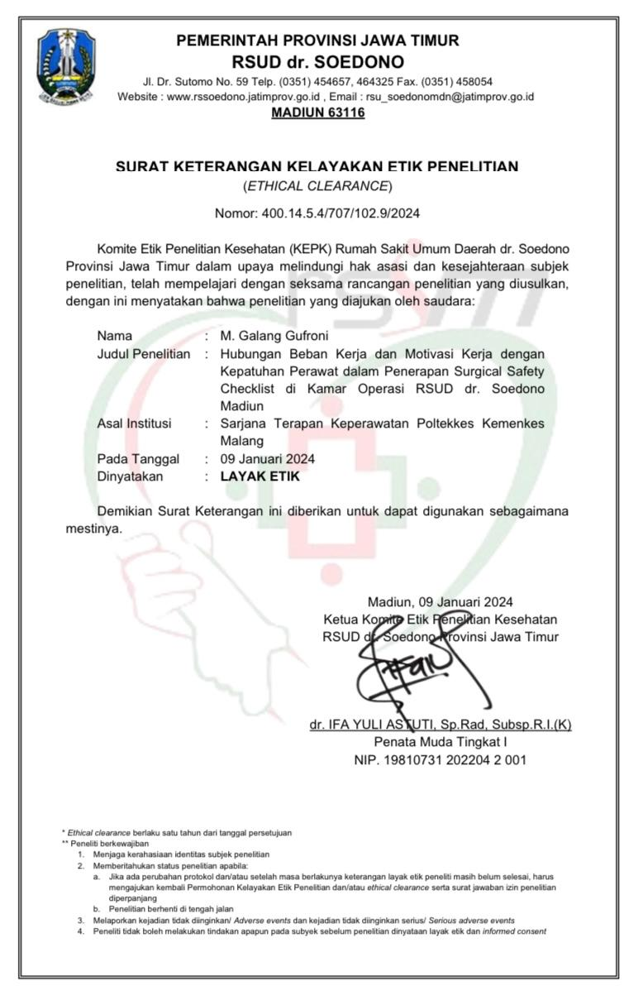 PEMERINTAH PROVINSI JAWA TIMUR
RSUD dr. SOEDONO
Jl. Dr. Sutomo No. 59 Telp. (0351) 454657, 464325 Fax. (0351) 458054
Website : www.rssoedono.jatimprov.go.id , Email : rsu_soedonomdn@jatimprov.go.id
MADIUN 63116
SURAT KETERANGAN KELAYAKAN ETIK PENELITIAN
(ETHICAL CLEARANCE)
Nomor: 400.14.5.4/707/102.9/2024
Komite Etik Penelitian Kesehatan (KEPK) Rumah Sakit Umum Daerah dr. Soedono
Provinsi Jawa Timur dalam upaya melindungi hak asasi dan kesejahteraan subjek
penelitian, telah mempelajari dengan seksama rancangan penelitian yang diusulkan,
dengan ini menyatakan bahwa penelitian yang diajukan oleh saudara:
Nama : M. Galang Gufroni
Judul Penelitian : Hubungan Beban Kerja dan Motivasi Kerja dengan
Kepatuhan Perawat dalam Penerapan Surgical Safety
Checklist di Kamar Operasi RSUD dr. Soedono
Madiun
Asal Institusi : Sarjana Terapan Keperawatan Poltekkes Kemenkes
Malang
Pada Tanggal : 09 Januari 2024
Dinyatakan : LAYAK ETIK
Demikian Surat Keterangan ini diberikan untuk dapat digunakan sebagaimana
mestinya.
Madiun, 09 Januari 2024
Ketua Komite Etik Penelitian Kesehatan
RSUD dr. Soedono Provinsi Jawa Timur
dr. IFA YULI ASTUTI, Sp.Rad, Subsp.R.I.(K)
Penata Muda Tingkat I
NIP. 19810731 202204 2 001
* Ethical clearance berlaku satu tahun dari tanggal persetujuan
** Peneliti berkewajiban
1. Menjaga kerahasiaan identitas subjek penelitian
2. Memberitahukan status penelitian apabila:
a. Jika ada perubahan protokol dan/atau setelah masa berlakunya keterangan layak etik peneliti masih belum selesai, harus
mengajukan kembali Permohonan Kelayakan Etik Penelitian dan/atau ethical clearance serta surat jawaban izin penelitian
diperpanjang
b. Penelitian berhenti di tengah jalan
3. Melaporkan kejadian tidak diinginkan/ Adverse events dan kejadian tidak diinginkan serius/ Serious adverse events
4. Peneliti tidak boleh melakukan tindakan apapun pada subyek sebelum penelitian dinyataan layak etik dan informed consent